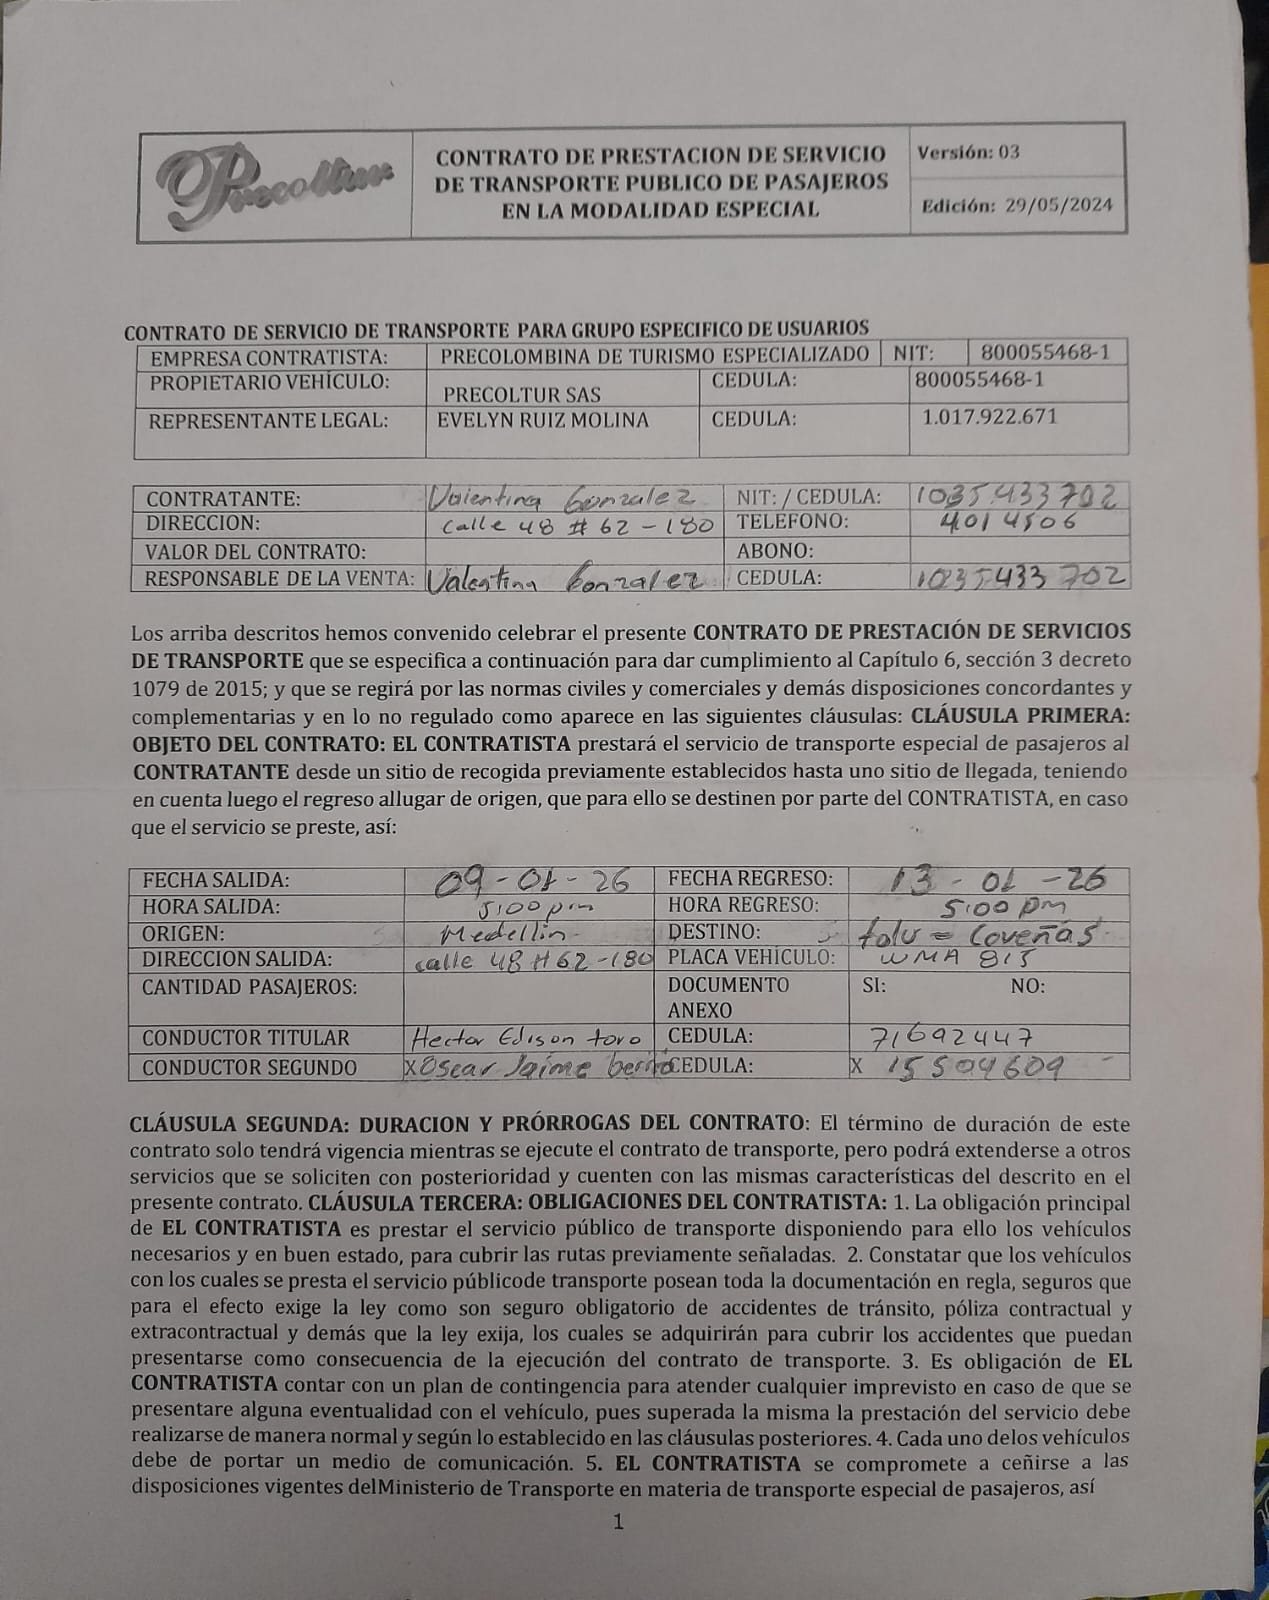 Precoltur
CONTRATO DE PRESTACION DE SERVICIO
DE TRANSPORTE PUBLICO DE PASAJEROS
EN LA MODALIDAD ESPECIAL
Versión: 03
Edición: 29/05/2024
CONTRATO DE SERVICIO DE TRANSPORTE PARA GRUPO ESPECIFICO DE USUARIOS
EMPRESA CONTRATISTA: PRECOLOMBINA DE TURISMO ESPECIALIZADO NIT: 800055468-1
PROPIETARIO VEHÍCULO: PRECOLTUR SAS CEDULA: 800055468-1
REPRESENTANTE LEGAL: EVELYN RUIZ MOLINA CEDULA: 1.017.922.671
CONTRATANTE: Valentina Gonzalez NIT: / CEDULA: 1035433702
DIRECCION: calle 48 # 62 - 180 TELEFONO: 4014506
VALOR DEL CONTRATO: ABONO:
RESPONSABLE DE LA VENTA: Valentina Gonzalez CEDULA: 1035433702
Los arriba descritos hemos convenido celebrar el presente CONTRATO DE PRESTACIÓN DE SERVICIOS
DE TRANSPORTE que se especifica a continuación para dar cumplimiento al Capítulo 6, sección 3 decreto
1079 de 2015; y que se regirá por las normas civiles y comerciales y demás disposiciones concordantes y
complementarias y en lo no regulado como aparece en las siguientes cláusulas: CLÁUSULA PRIMERA:
OBJETO DEL CONTRATO: EL CONTRATISTA prestará el servicio de transporte especial de pasajeros al
CONTRATANTE desde un sitio de recogida previamente establecidos hasta uno sitio de llegada, teniendo
en cuenta luego el regreso allugar de origen, que para ello se destinen por parte del CONTRATISTA, en caso
que el servicio se preste, así:
FECHA SALIDA: 09-01-26 FECHA REGRESO: 13-01-26
HORA SALIDA: 5:00 pm HORA REGRESO: 5:00 pm
ORIGEN: Medellin DESTINO: tolu - Coveñas
DIRECCION SALIDA: calle 48 # 62-180 PLACA VEHÍCULO: WMA 815
CANTIDAD PASAJEROS: DOCUMENTO ANEXO SI: NO:
CONDUCTOR TITULAR Hector Edison toro CEDULA: 71692447
CONDUCTOR SEGUNDO X Oscar Jaime CEDULA: X 15504609
CLÁUSULA SEGUNDA: DURACION Y PRÓRROGAS DEL CONTRATO: El término de duración de este
contrato solo tendrá vigencia mientras se ejecute el contrato de transporte, pero podrá extenderse a otros
servicios que se soliciten con posterioridad y cuenten con las mismas características del descrito en el
presente contrato. CLÁUSULA TERCERA: OBLIGACIONES DEL CONTRATISTA: 1. La obligación principal
de EL CONTRATISTA es prestar el servicio público de transporte disponiendo para ello los vehículos
necesarios y en buen estado, para cubrir las rutas previamente señaladas. 2. Constatar que los vehículos
con los cuales se presta el servicio públicode transporte posean toda la documentación en regla, seguros que
para el efecto exige la ley como son seguro obligatorio de accidentes de tránsito, póliza contractual y
extracontractual y demás que la ley exija, los cuales se adquirirán para cubrir los accidentes que puedan
presentarse como consecuencia de la ejecución del contrato de transporte. 3. Es obligación de EL
CONTRATISTA contar con un plan de contingencia para atender cualquier imprevisto en caso de que se
presentare alguna eventualidad con el vehículo, pues superada la misma la prestación del servicio debe
realizarse de manera normal y según lo establecido en las cláusulas posteriores. 4. Cada uno delos vehículos
debe de portar un medio de comunicación. 5. EL CONTRATISTA se compromete a ceñirse a las
disposiciones vigentes delMinisterio de Transporte en materia de transporte especial de pasajeros, así
1